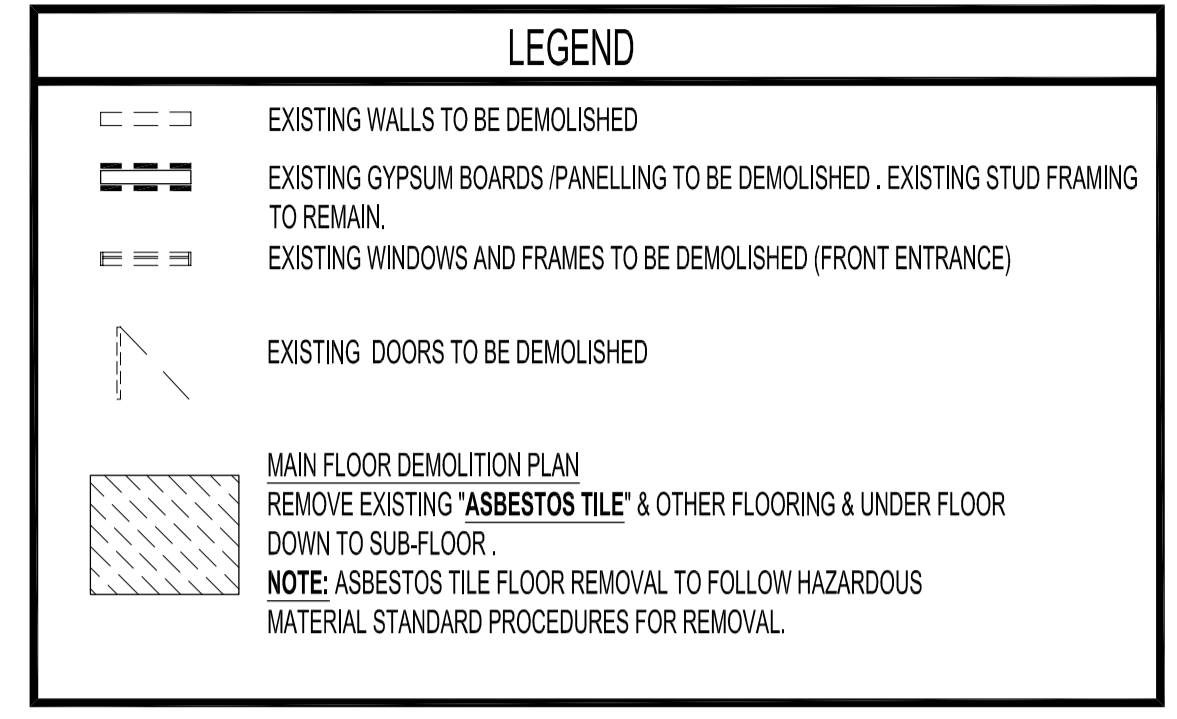 LEGEND
EXISTING WALLS TO BE DEMOLISHED
EXISTING GYPSUM BOARDS /PANELLING TO BE DEMOLISHED . EXISTING STUD FRAMING
TO REMAIN.
EXISTING WINDOWS AND FRAMES TO BE DEMOLISHED (FRONT ENTRANCE)
EXISTING DOORS TO BE DEMOLISHED
MAIN FLOOR DEMOLITION PLAN
REMOVE EXISTING "ASBESTOS TILE" & OTHER FLOORING & UNDER FLOOR
DOWN TO SUB-FLOOR .
NOTE: ASBESTOS TILE FLOOR REMOVAL TO FOLLOW HAZARDOUS
MATERIAL STANDARD PROCEDURES FOR REMOVAL.